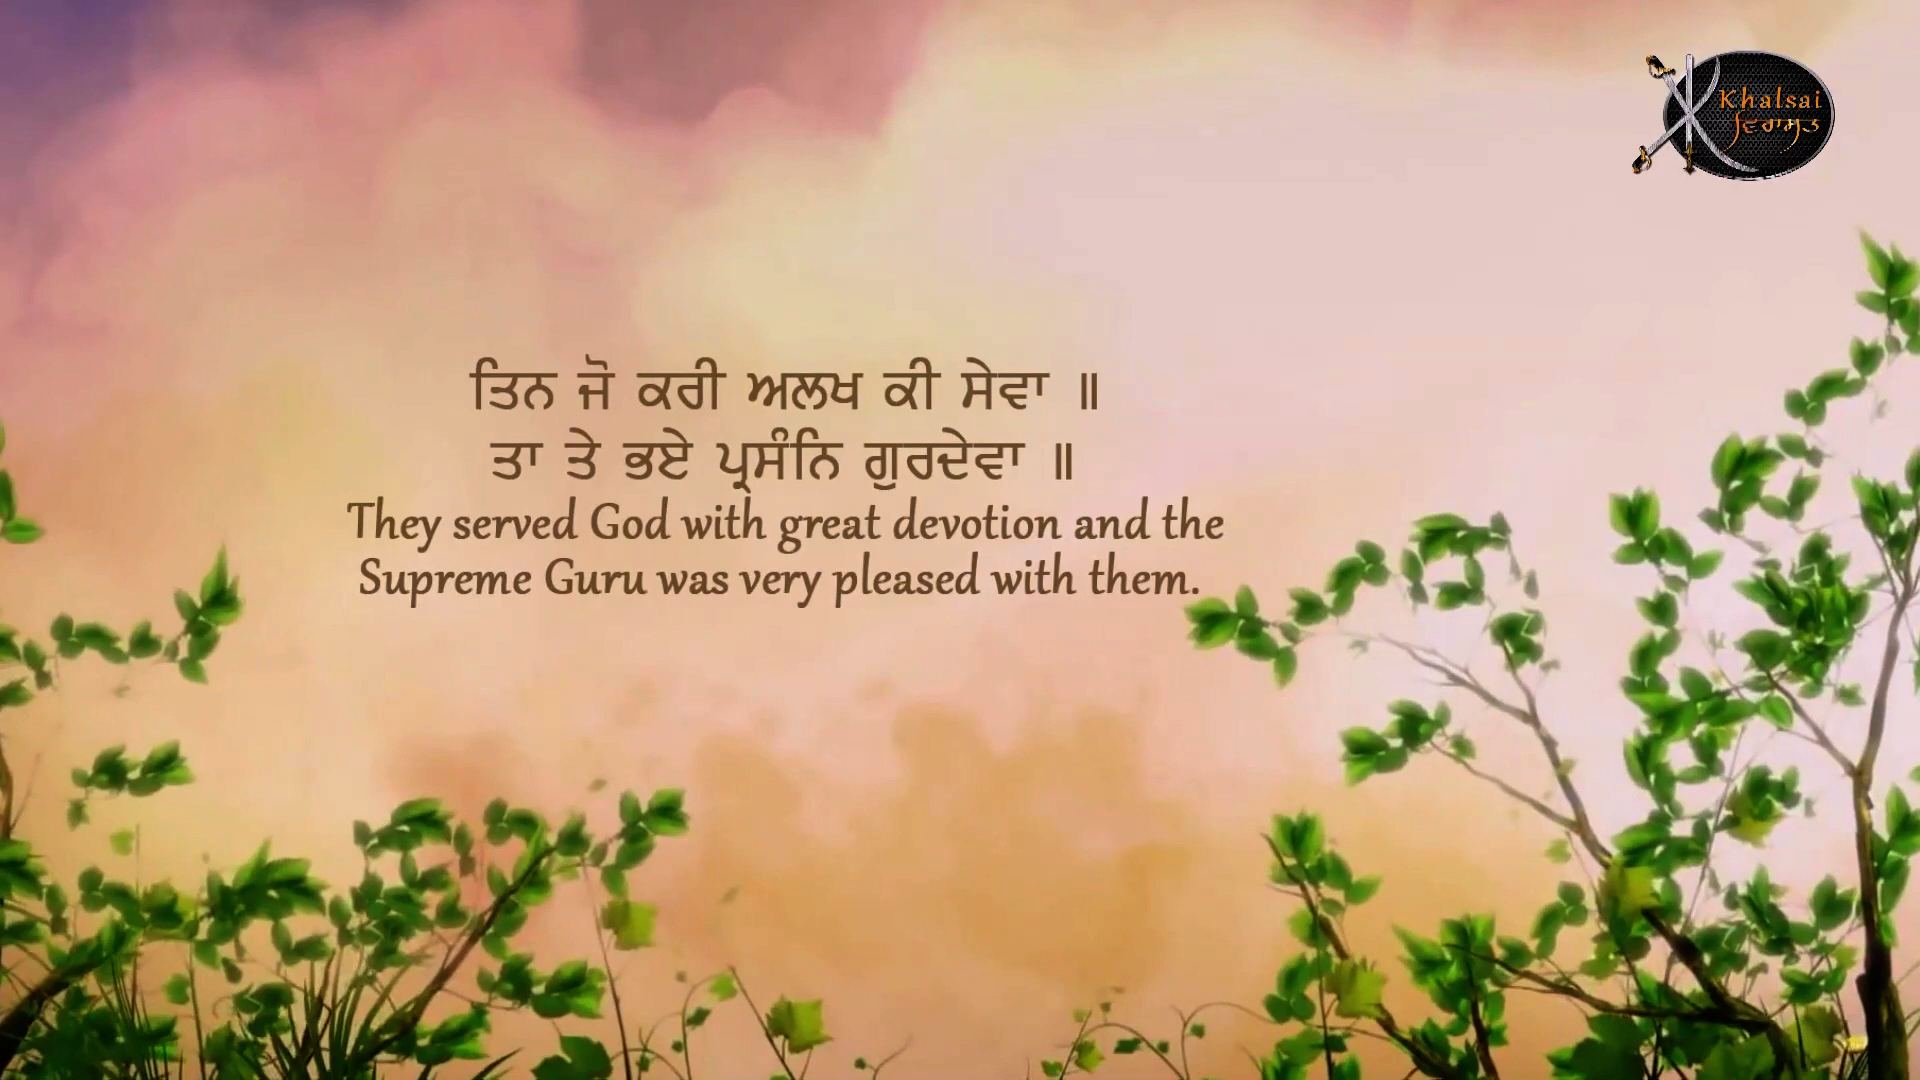 Khalsai
ਵਿਰਾਸਤ
ਤਿਨ ਜੋ ਕਰੀ ਅਲਖ ਕੀ ਸੇਵਾ ॥
ਤਾ ਤੇ ਭਏ ਪ੍ਰਸੰਨਿ ਗੁਰਦੇਵਾ ॥
They served God with great devotion and the
Supreme Guru was very pleased with them.